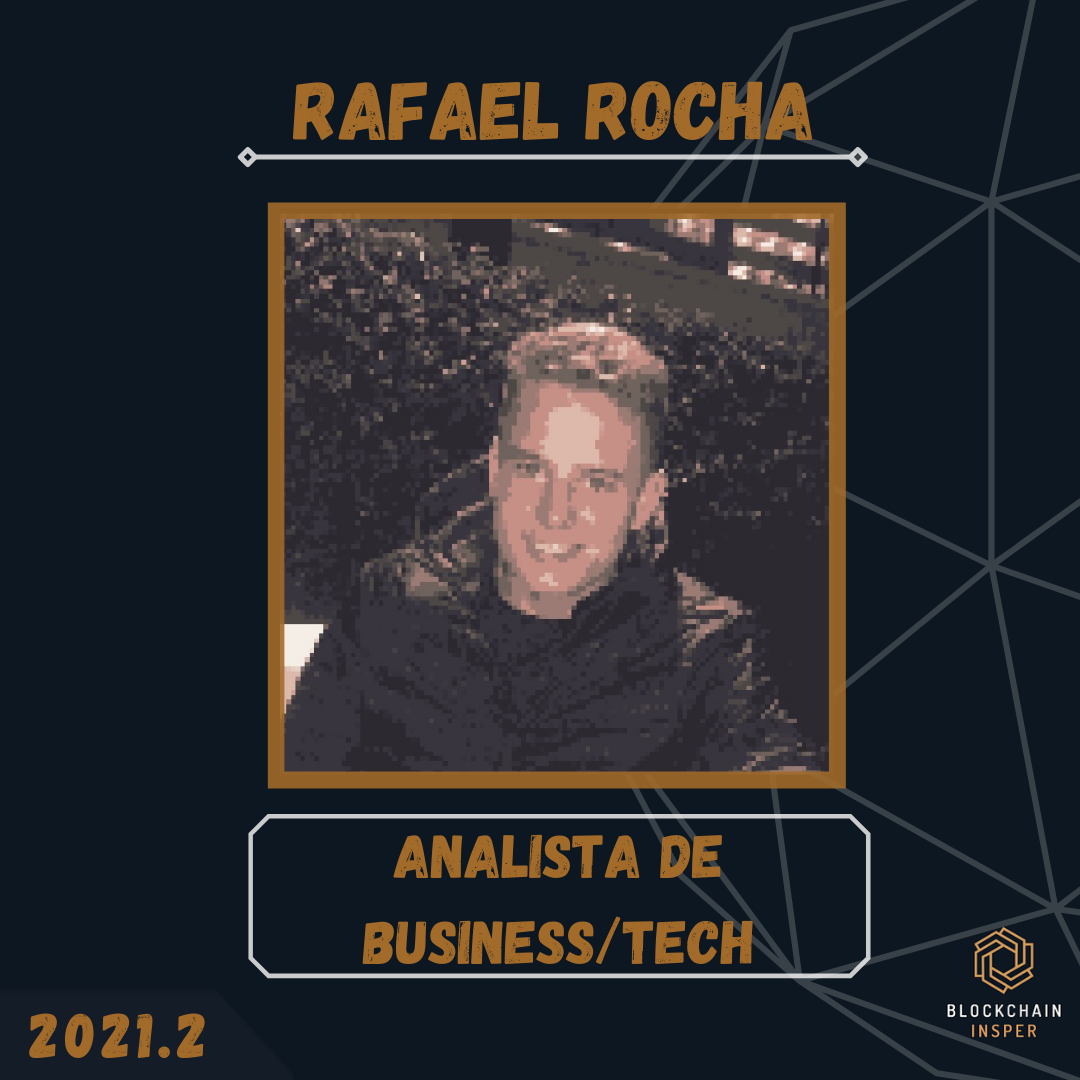 RAFAEL ROCHA
ANALISTA DE
BUSINESS/TECH
2021.2
BLOCKCHAIN
INSPER